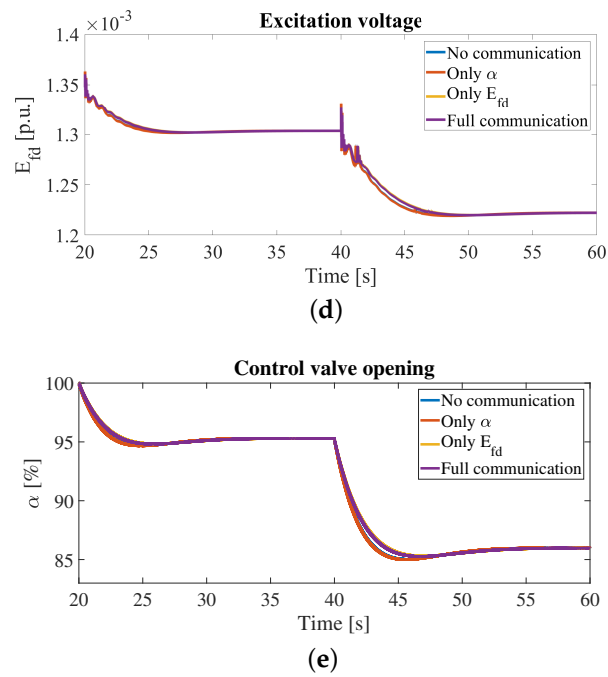 Excitation voltage
×10⁻³
1.4
1.35
1.3
1.25
1.2
E_fd [p.u.]
No communication
Only α
Only E_fd
Full communication
20 25 30 35 40 45 50 55 60
Time [s]
(d)
Control valve opening
100
95
90
85
α [%]
No communication
Only α
Only E_fd
Full communication
20 25 30 35 40 45 50 55 60
Time [s]
(e)